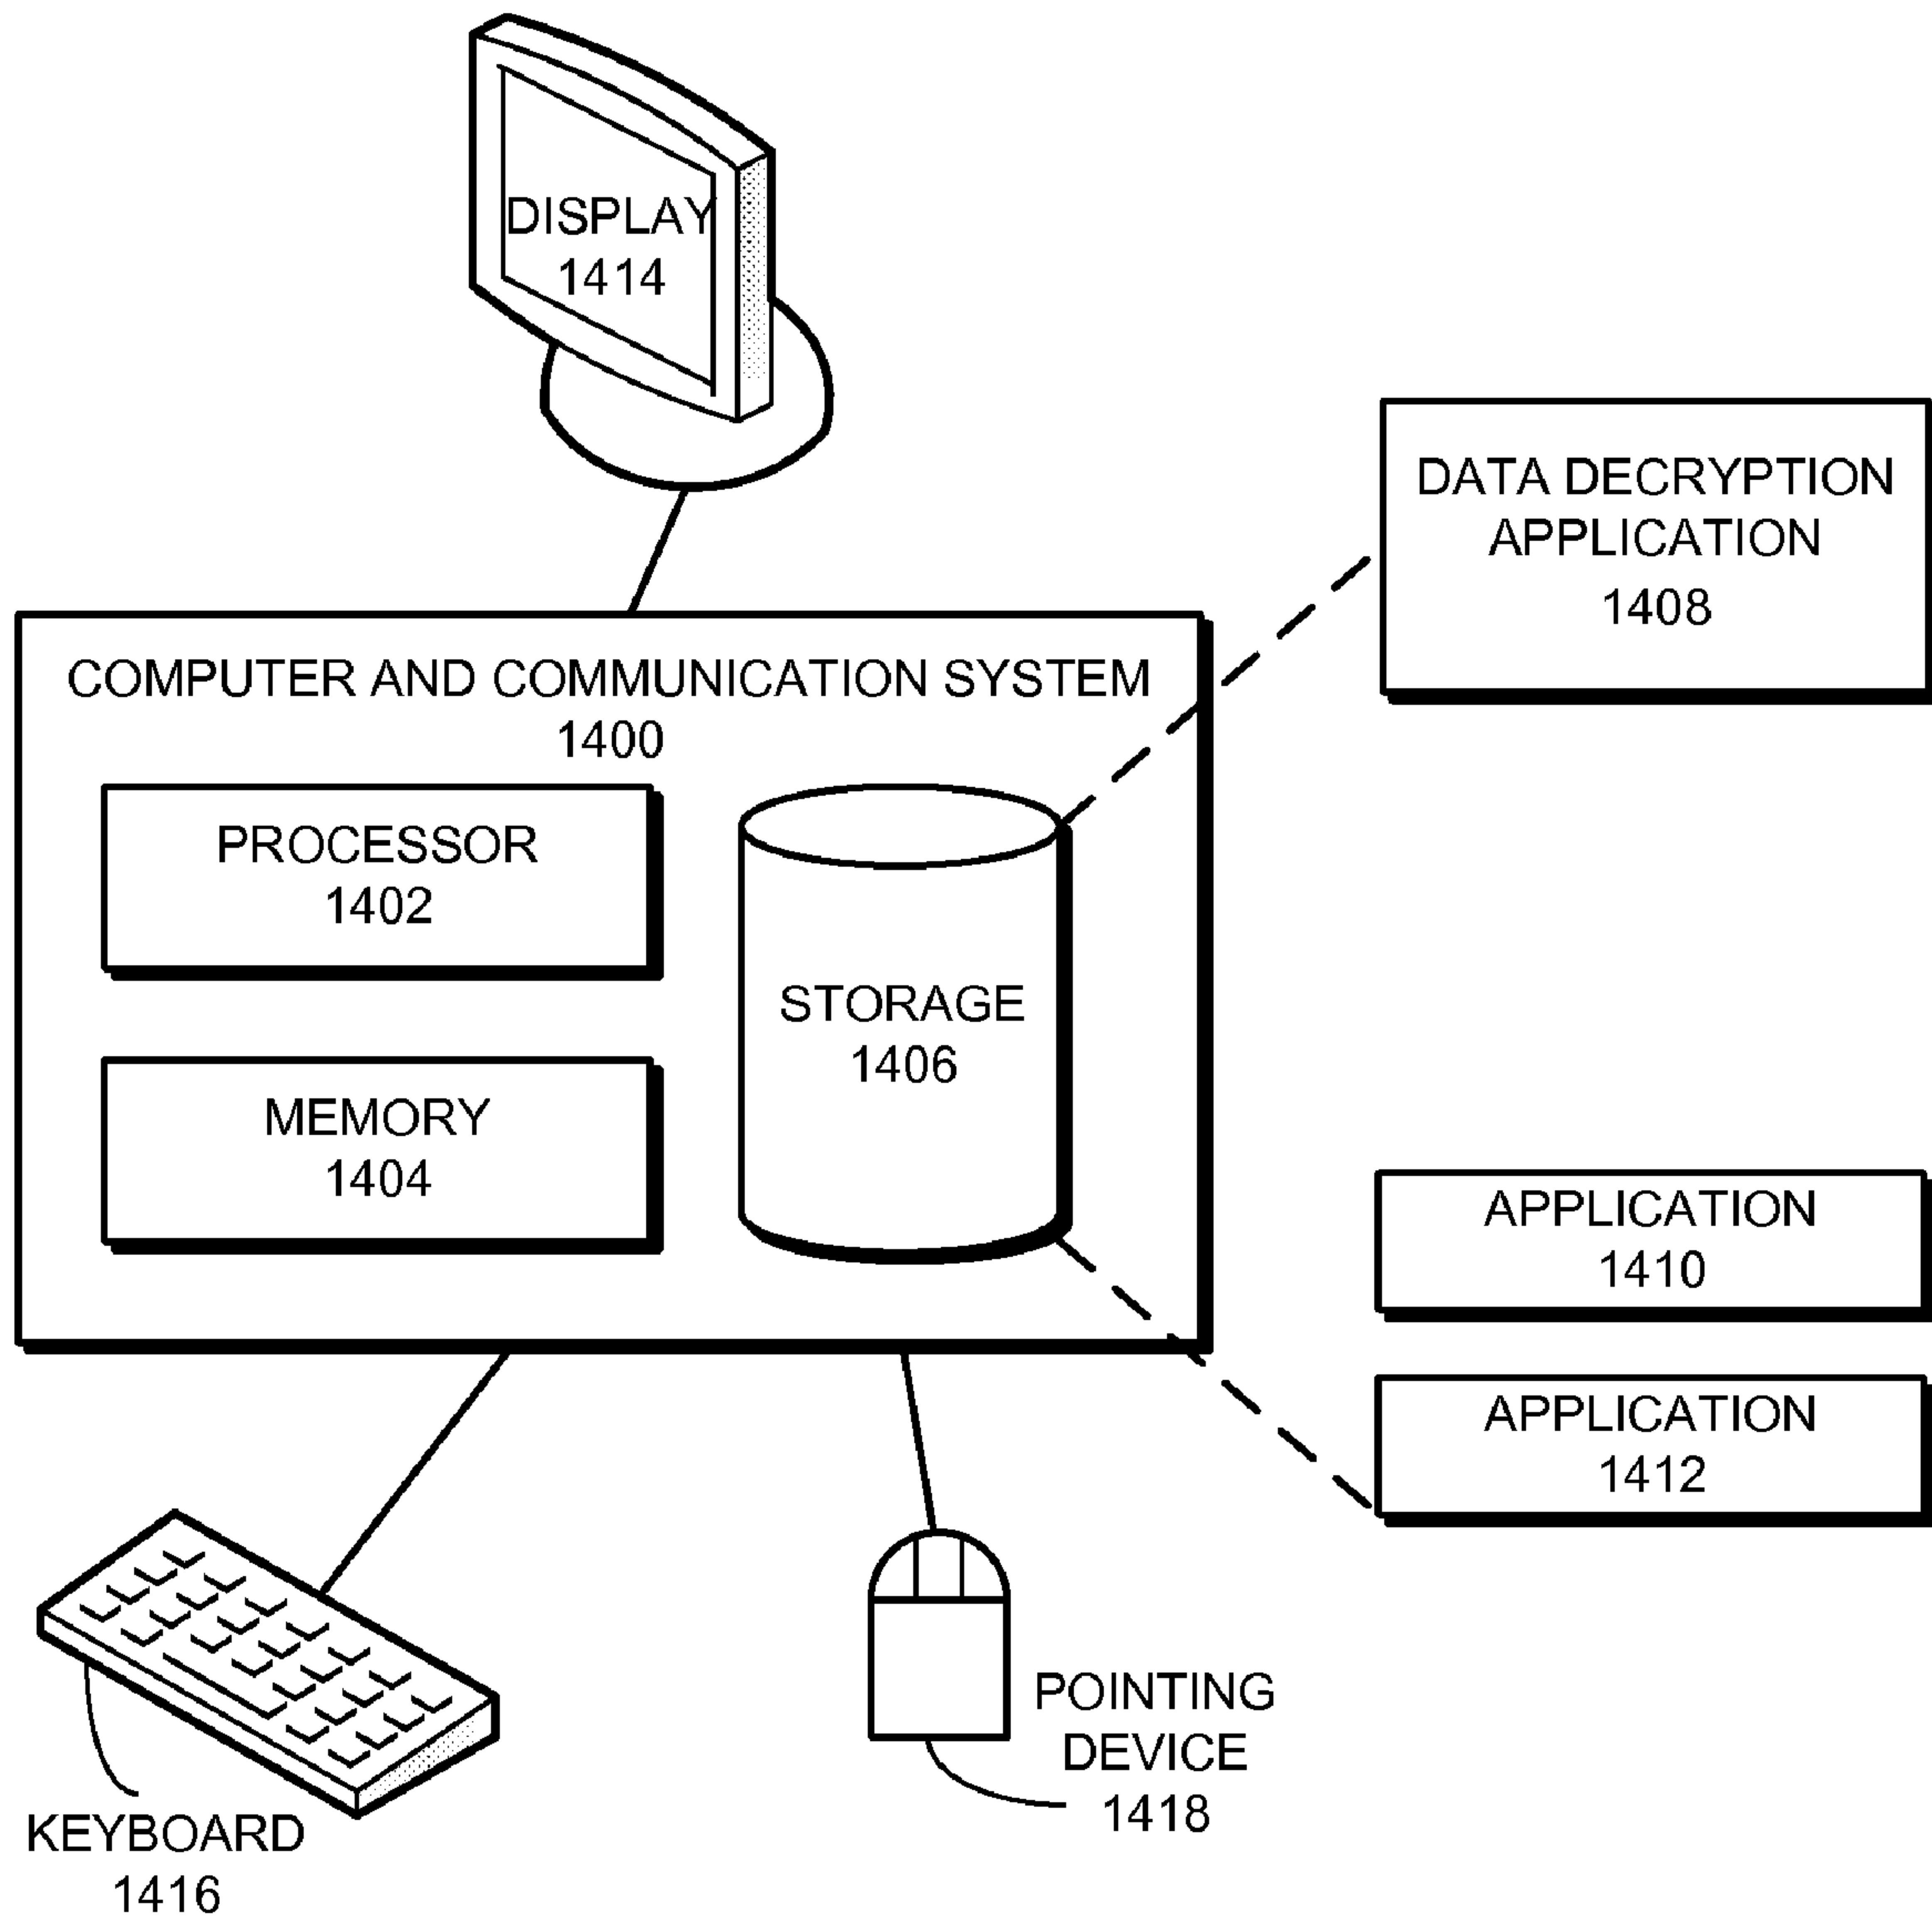 DISPLAY
1414
DATA DECRYPTION
APPLICATION
1408
COMPUTER AND COMMUNICATION SYSTEM
1400
PROCESSOR
1402
STORAGE
1406
MEMORY
1404
APPLICATION
1410
APPLICATION
1412
POINTING
DEVICE
1418
KEYBOARD
1416